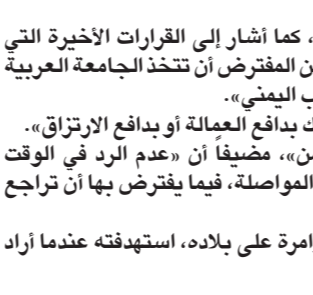 ، كما أشار إلى القرارات الأخيرة التي
ن المفترض أن تتخذ الجامعة العربية
ب اليمني».
ك بدافع العمالة أو بدافع الارتزاق».
ن»، مضيفاً أن «عدم الرد في الوقت
المواصلة، فيما يفترض بها أن تراجع
وامرة على بلاده، استهدفته عندما أراد